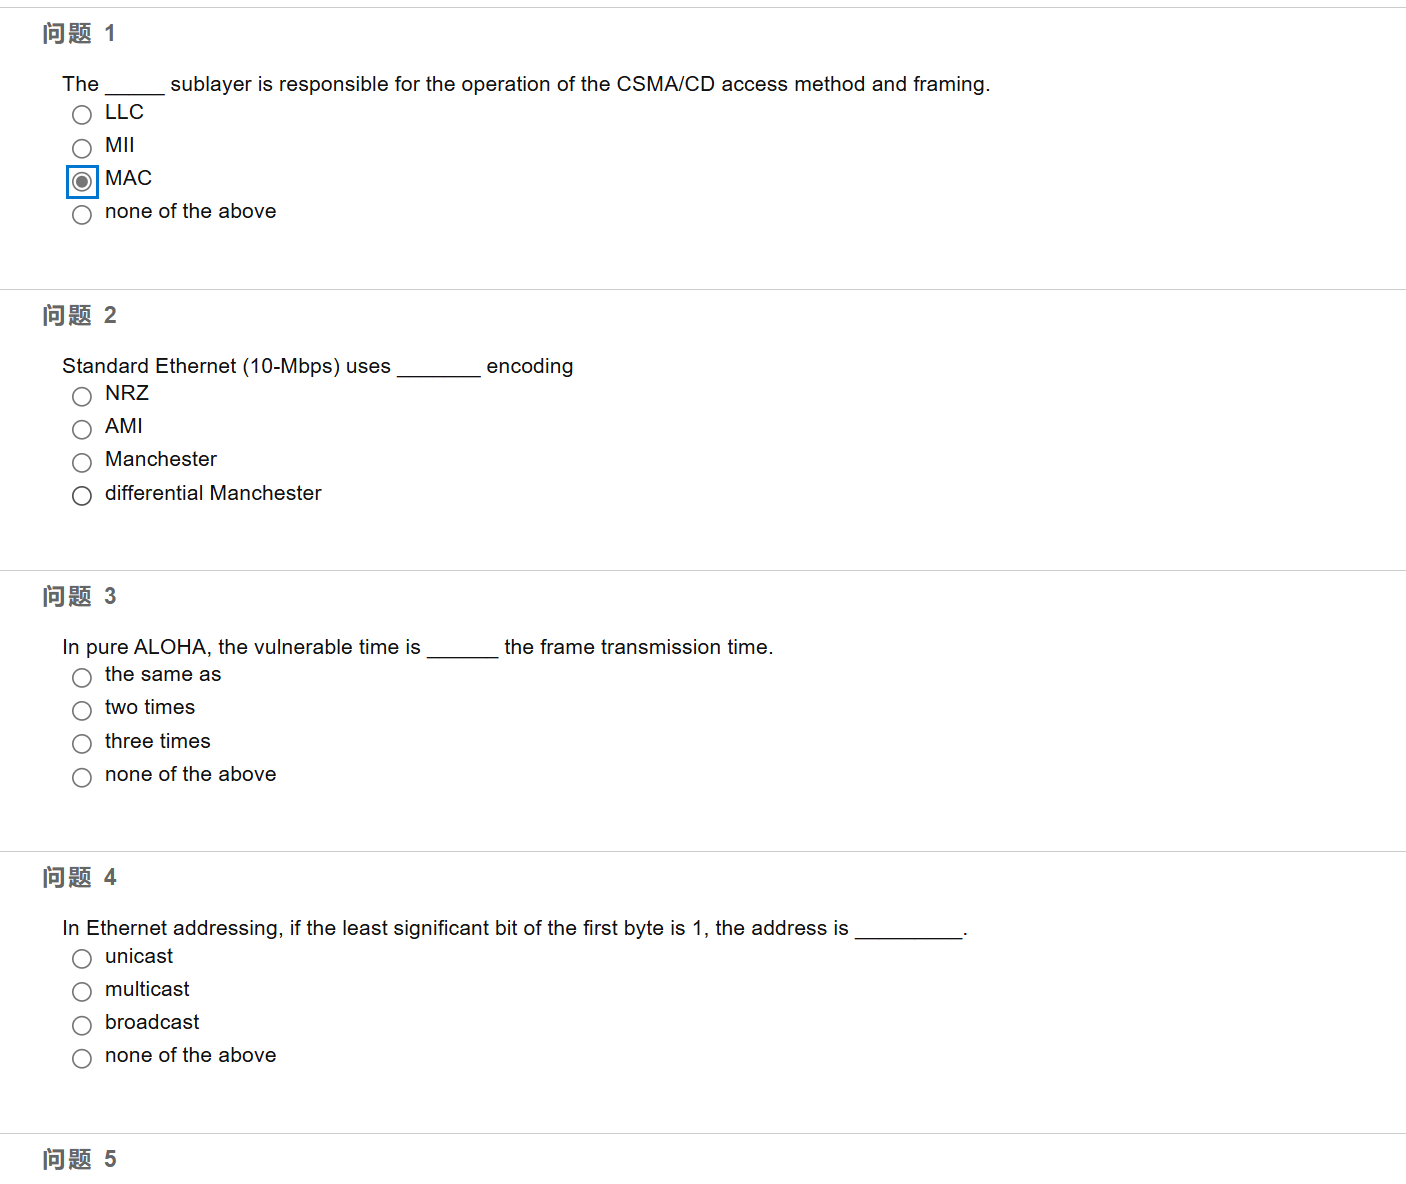 问题 1
The _____ sublayer is responsible for the operation of the CSMA/CD access method and framing.
LLC
MII
MAC
none of the above
问题 2
Standard Ethernet (10-Mbps) uses _______ encoding
NRZ
AMI
Manchester
differential Manchester
问题 3
In pure ALOHA, the vulnerable time is ______ the frame transmission time.
the same as
two times
three times
none of the above
问题 4
In Ethernet addressing, if the least significant bit of the first byte is 1, the address is _________.
unicast
multicast
broadcast
none of the above
问题 5